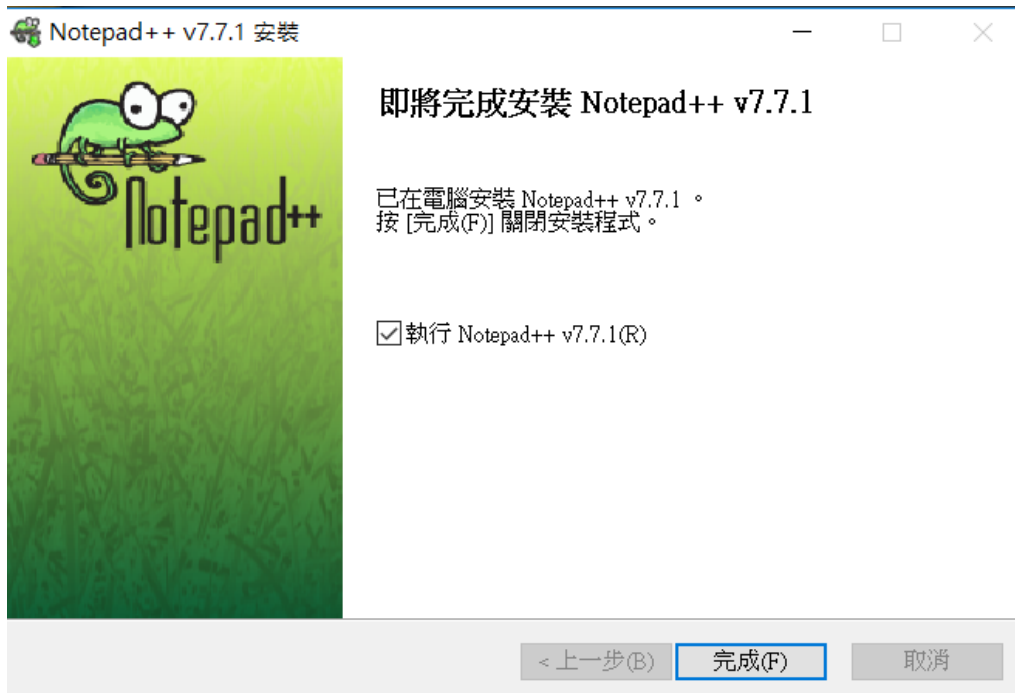 Notepad++ v7.7.1 安裝
Notepad++
即將完成安裝 Notepad++ v7.7.1
已在電腦安裝 Notepad++ v7.7.1 。
按 [完成(F)] 關閉安裝程式。
執行 Notepad++ v7.7.1(R)
< 上一步(B)
完成(F)
取消